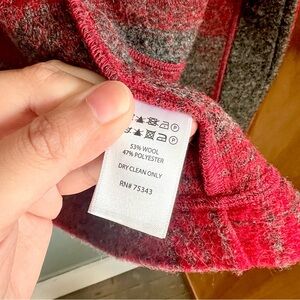 53% WOOL
47% POLYESTER
DRY CLEAN ONLY
RN# 75343